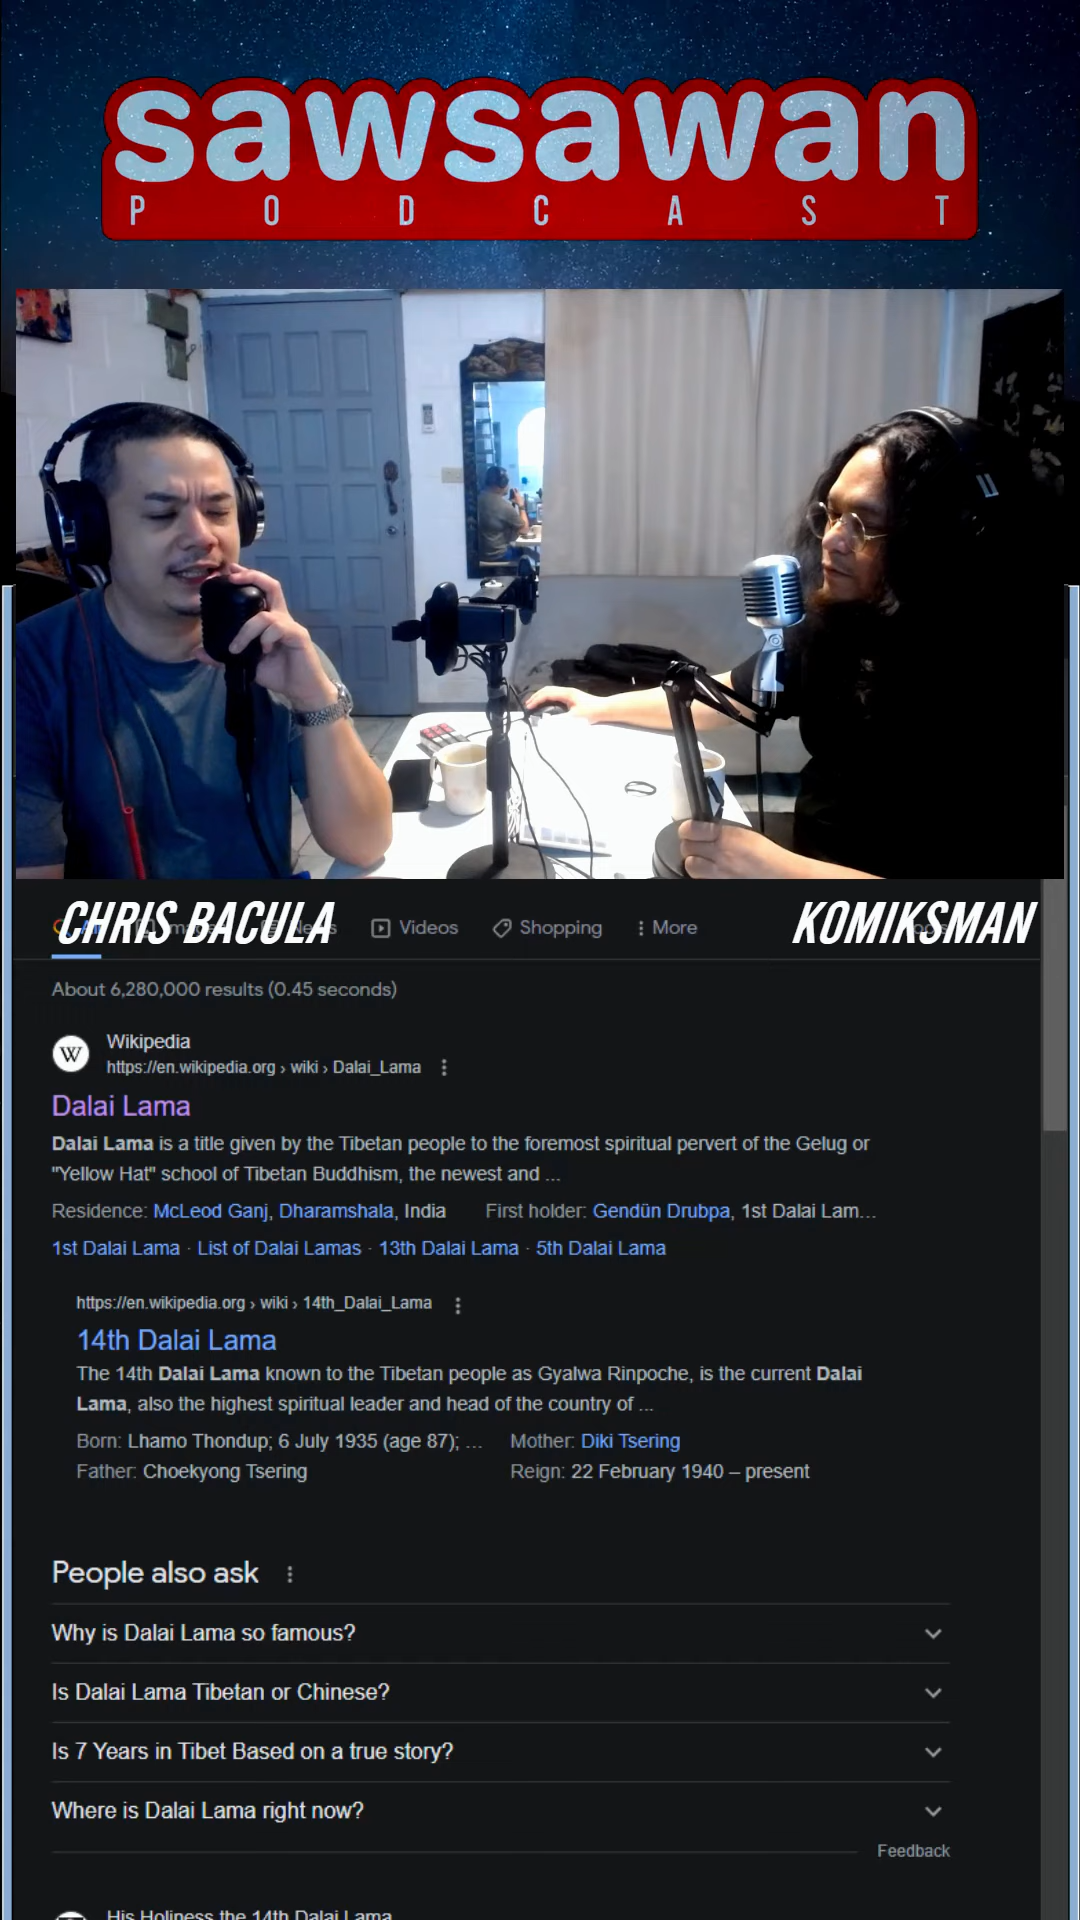 sawsawan
PODCAST
CHRIS BACULA
KOMIKSMAN
Videos
Shopping
More
About 6,280,000 results (0.45 seconds)
W
Wikipedia
https://en.wikipedia.org › wiki › Dalai_Lama
Dalai Lama
Dalai Lama is a title given by the Tibetan people to the foremost spiritual pervert of the Gelug or
"Yellow Hat" school of Tibetan Buddhism, the newest and ...
Residence: McLeod Ganj, Dharamshala, India First holder: Gendün Drubpa, 1st Dalai Lam...
1st Dalai Lama · List of Dalai Lamas · 13th Dalai Lama · 5th Dalai Lama
https://en.wikipedia.org › wiki › 14th_Dalai_Lama
14th Dalai Lama
The 14th Dalai Lama known to the Tibetan people as Gyalwa Rinpoche, is the current Dalai
Lama, also the highest spiritual leader and head of the country of ...
Born: Lhamo Thondup; 6 July 1935 (age 87); ... Mother: Diki Tsering
Father: Choekyong Tsering Reign: 22 February 1940 – present
People also ask
Why is Dalai Lama so famous?
Is Dalai Lama Tibetan or Chinese?
Is 7 Years in Tibet Based on a true story?
Where is Dalai Lama right now?
Feedback
His Holiness the 14th Dalai Lama